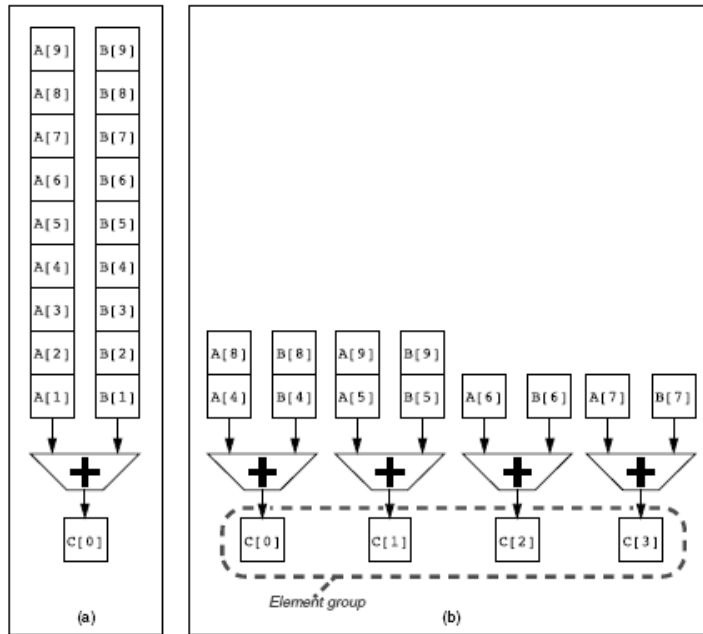 A[9] B[9]
A[8] B[8]
A[7] B[7]
A[6] B[6]
A[5] B[5]
A[4] B[4]
A[3] B[3]
A[2] B[2]
A[1] B[1]
C[0]
(a)
A[8] B[8] A[9] B[9]
A[4] B[4] A[5] B[5] A[6] B[6] A[7] B[7]
C[0] C[1] C[2] C[3]
Element group
(b)